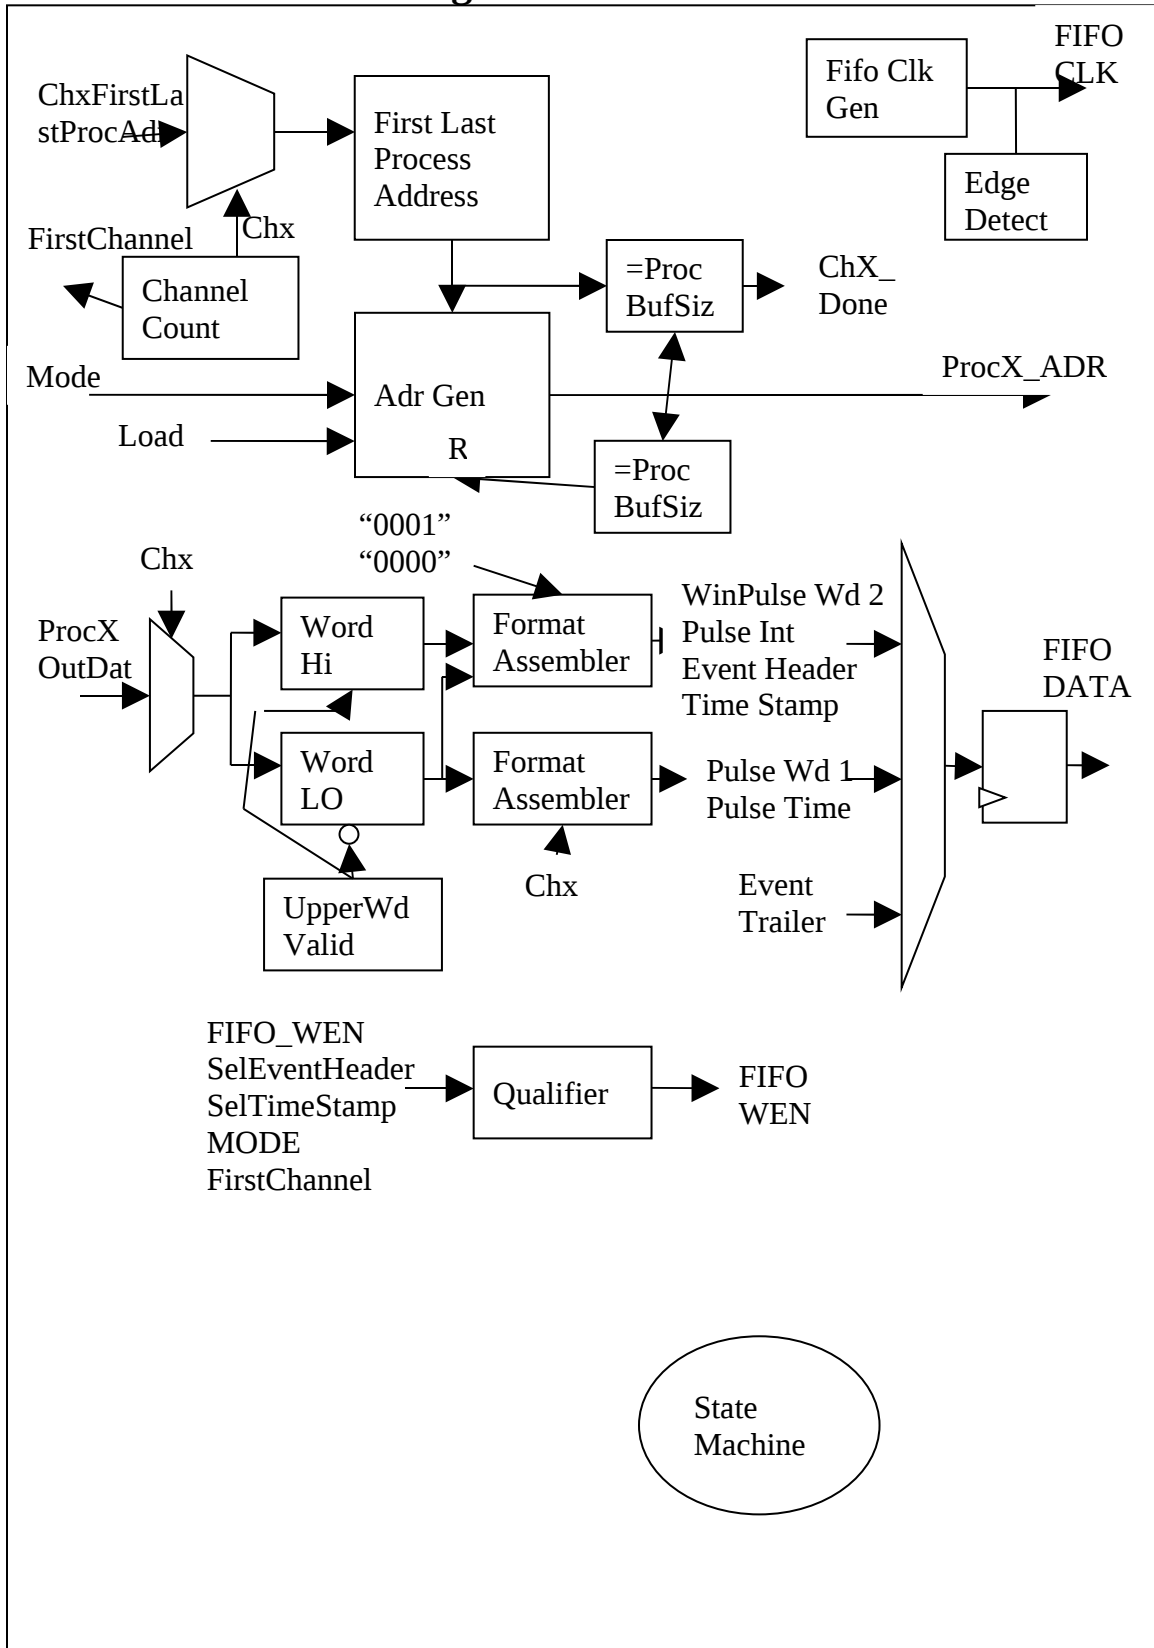 FIFO
CLK
Fifo Clk
Gen
ChxFirstLa
stProcAd
First Last
Process
Address
Edge
Detect
Chx
FirstChannel
Channel
Count
=Proc
BufSiz
ChX_
Done
Mode
Adr Gen
ProcX_ADR
Load
R
=Proc
BufSiz
“0001”
“0000”
Chx
ProcX
OutDat
Word
Hi
Format
Assembler
WinPulse Wd 2
Pulse Int
Event Header
Time Stamp
FIFO
DATA
Word
LO
Format
Assembler
Pulse Wd 1
Pulse Time
Chx
UpperWd
Valid
Event
Trailer
FIFO_WEN
SelEventHeader
SelTimeStamp
MODE
FirstChannel
Qualifier
FIFO
WEN
State
Machine